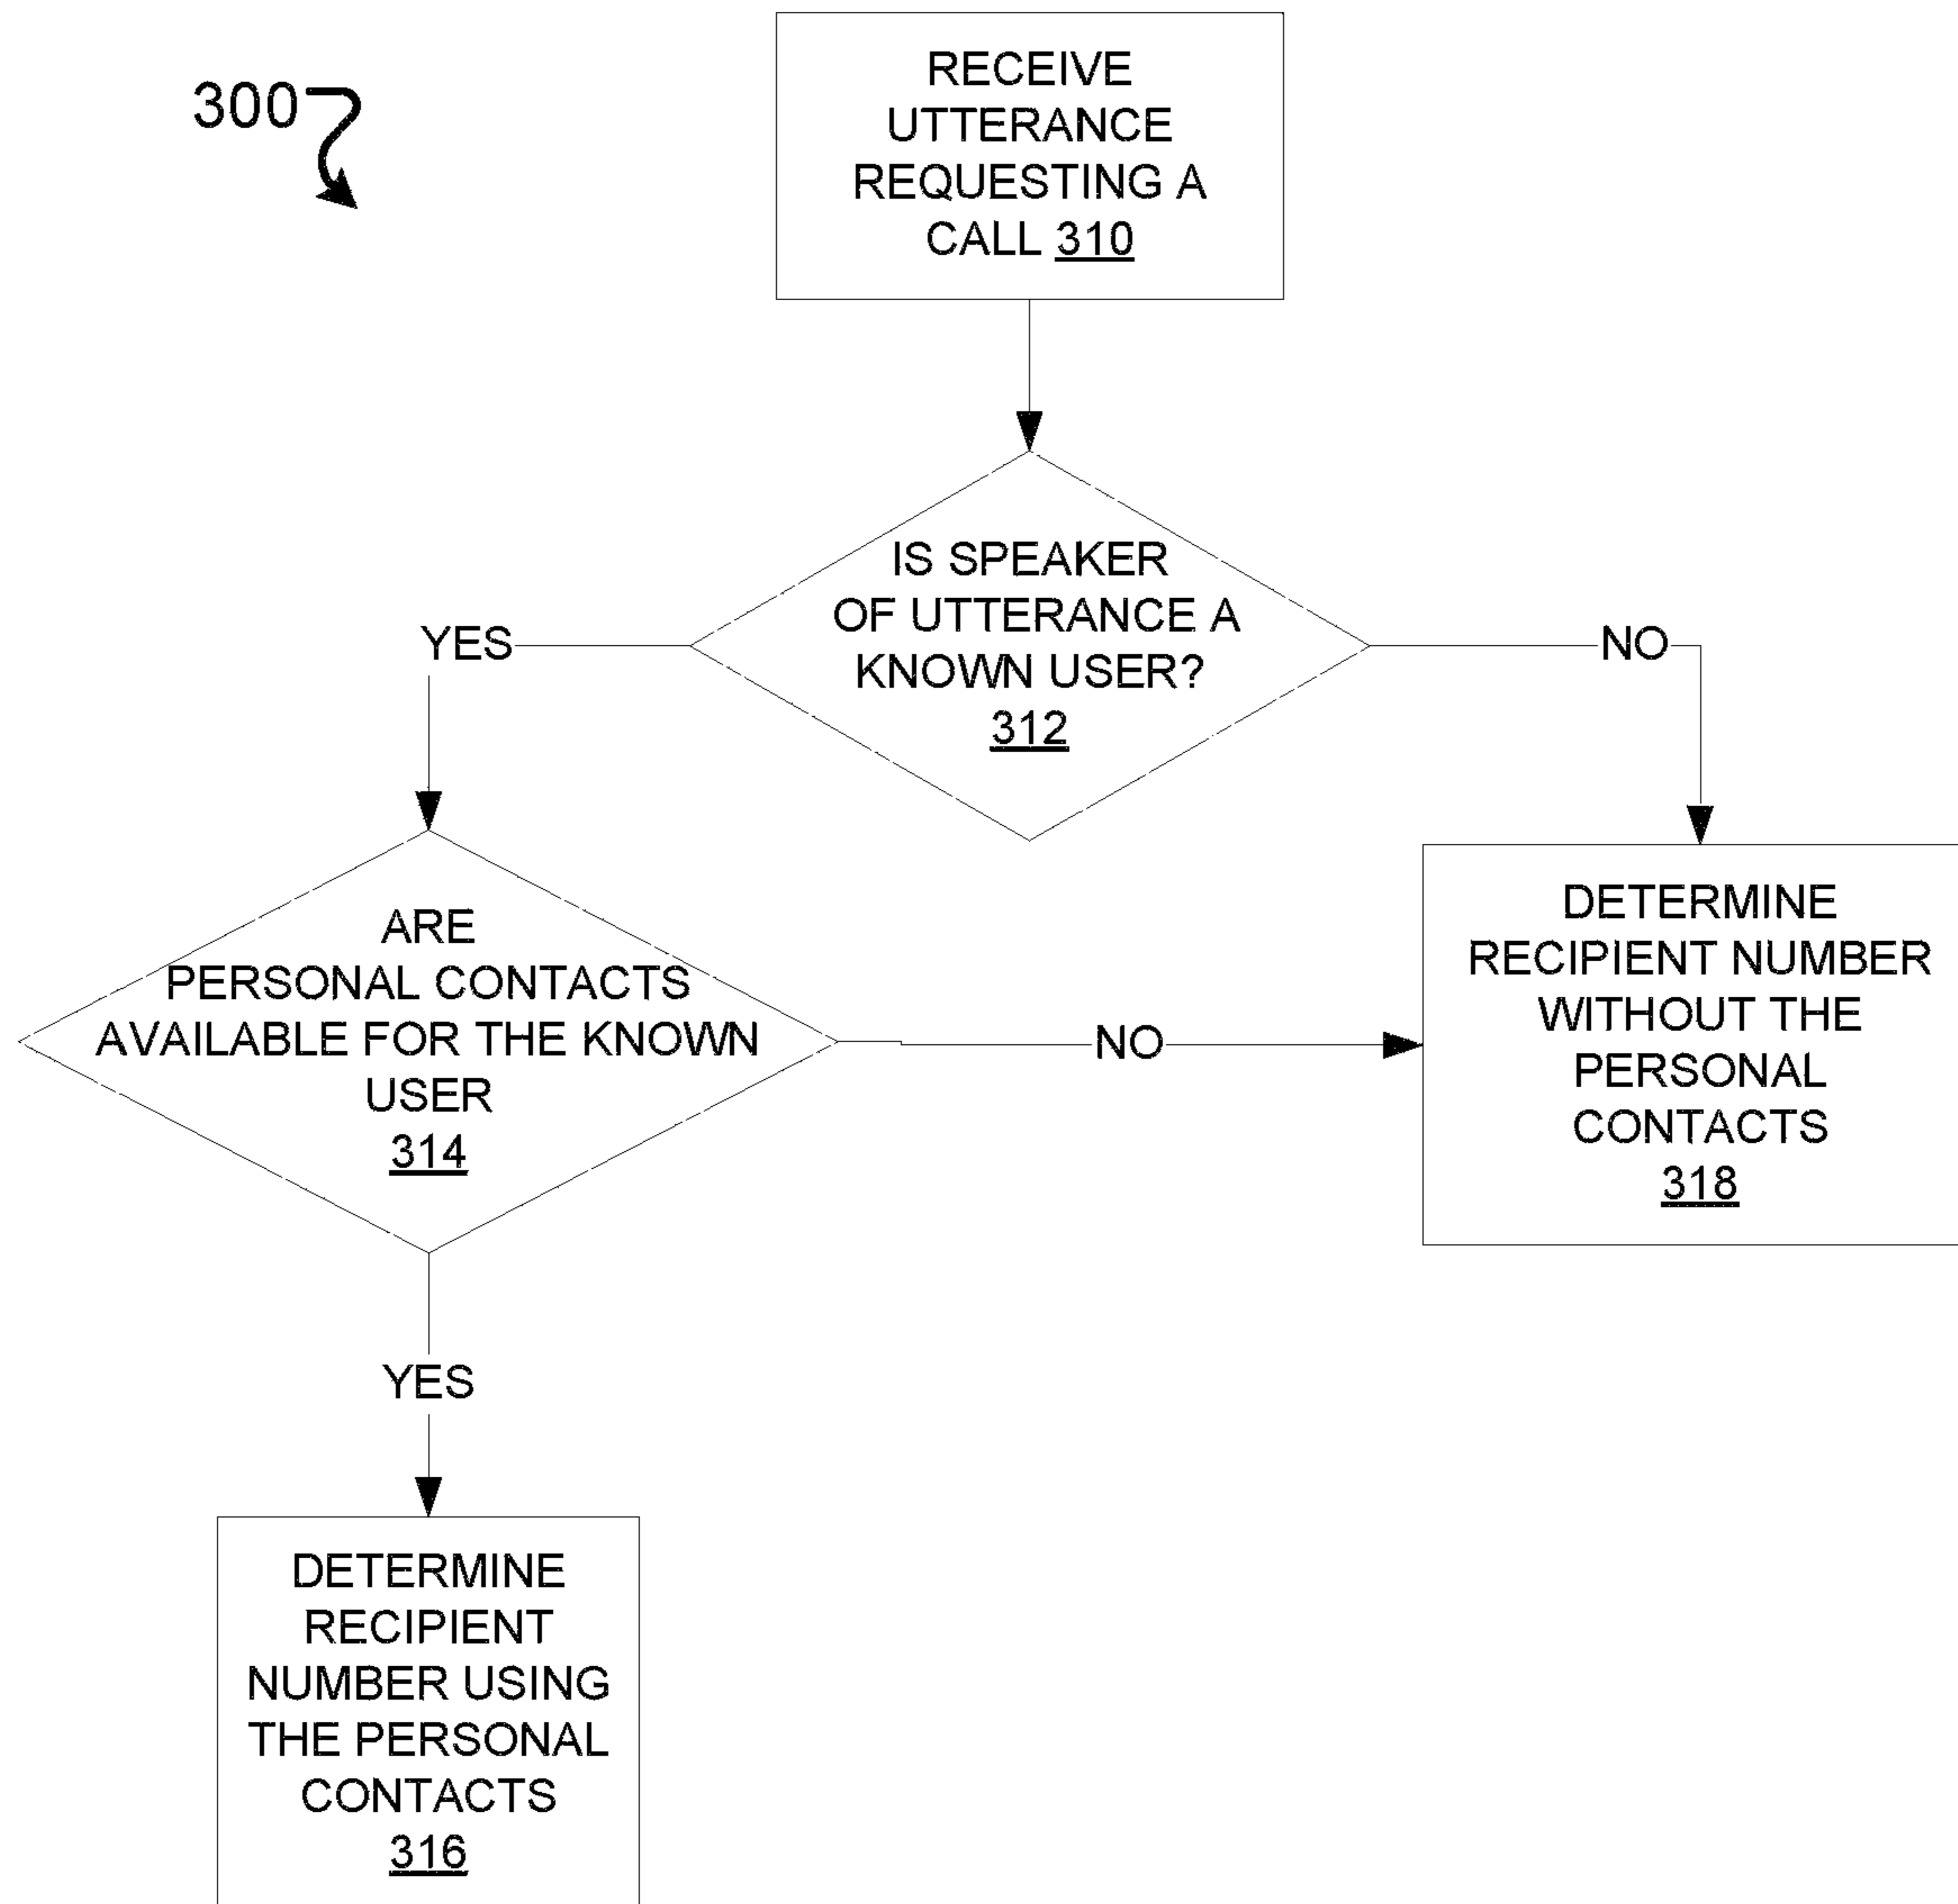 300
RECEIVE
UTTERANCE
REQUESTING A
CALL 310
IS SPEAKER
OF UTTERANCE A
KNOWN USER?
312
YES
NO
ARE
PERSONAL CONTACTS
AVAILABLE FOR THE KNOWN
USER
314
NO
DETERMINE
RECIPIENT NUMBER
WITHOUT THE
PERSONAL
CONTACTS
318
YES
DETERMINE
RECIPIENT
NUMBER USING
THE PERSONAL
CONTACTS
316